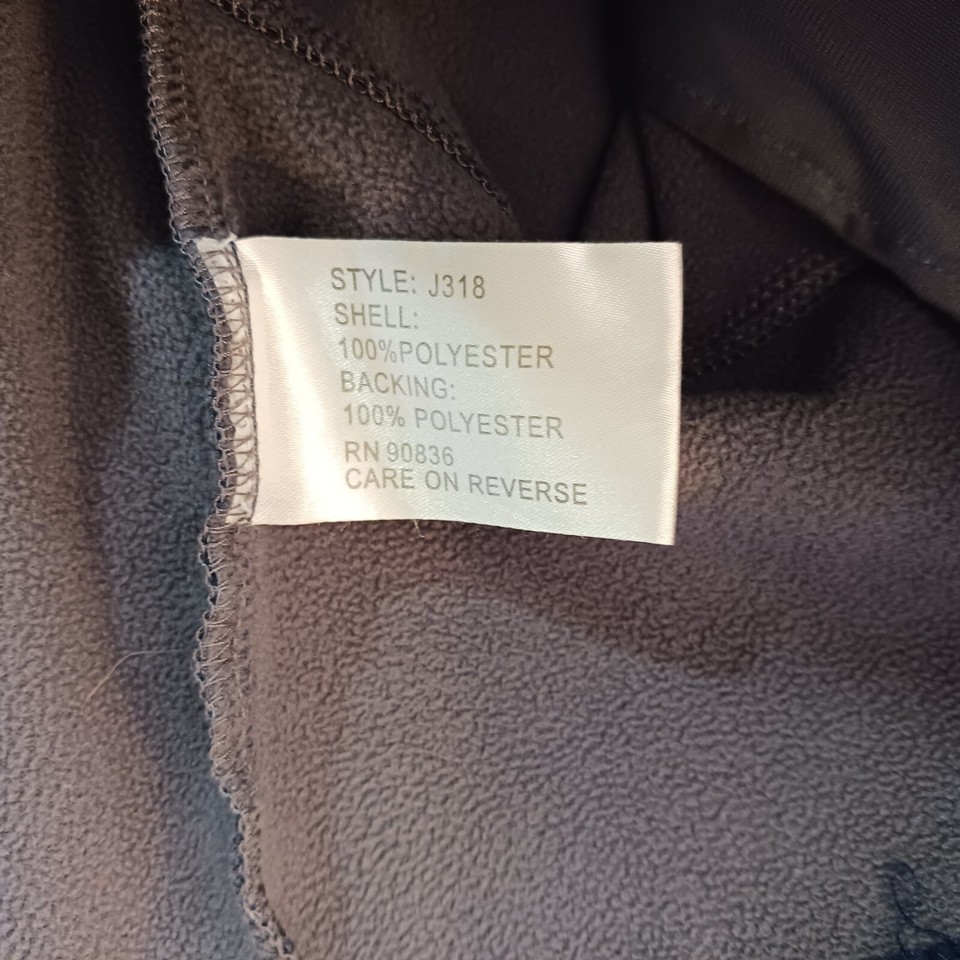 STYLE: J318
SHELL:
100%POLYESTER
BACKING:
100% POLYESTER
RN 90836
CARE ON REVERSE